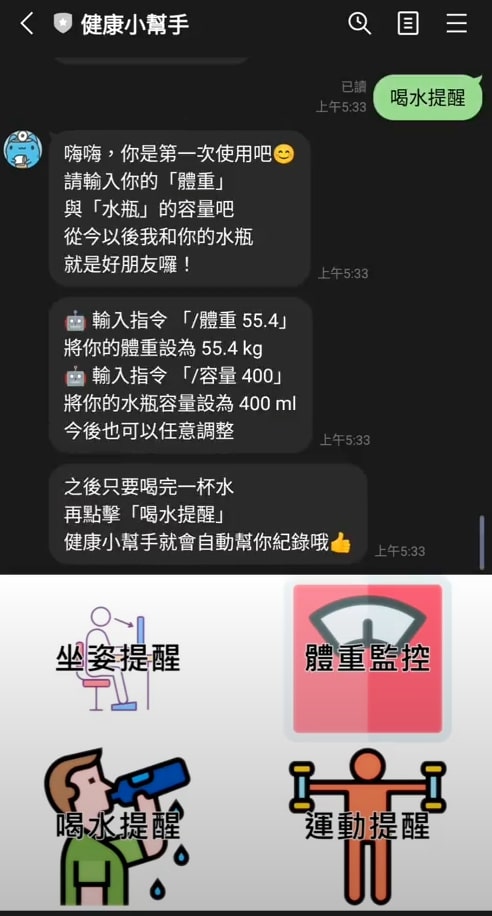 健康小幫手
已讀
上午5:33
喝水提醒
嗨嗨，你是第一次使用吧😊
請輸入你的「體重」
與「水瓶」的容量吧
從今以後我和你的水瓶
就是好朋友囉！
上午5:33
🤖 輸入指令 「/體重 55.4」
將你的體重設為 55.4 kg
🤖 輸入指令 「/容量 400」
將你的水瓶容量設為 400 ml
今後也可以任意調整
上午5:33
之後只要喝完一杯水
再點擊「喝水提醒」
健康小幫手就會自動幫你紀錄哦👍
上午5:33
坐姿提醒
體重監控
喝水提醒
運動提醒